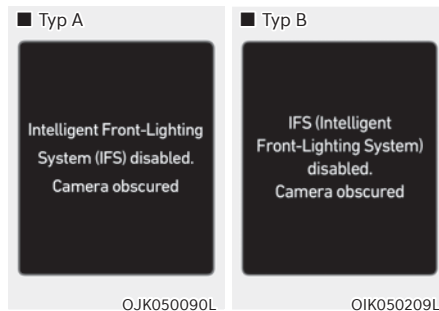 ■ Typ A
Intelligent Front-Lighting
System (IFS) disabled.
Camera obscured
OJK050090L
■ Typ B
IFS (Intelligent
Front-Lighting System)
disabled.
Camera obscured
OIK050209L